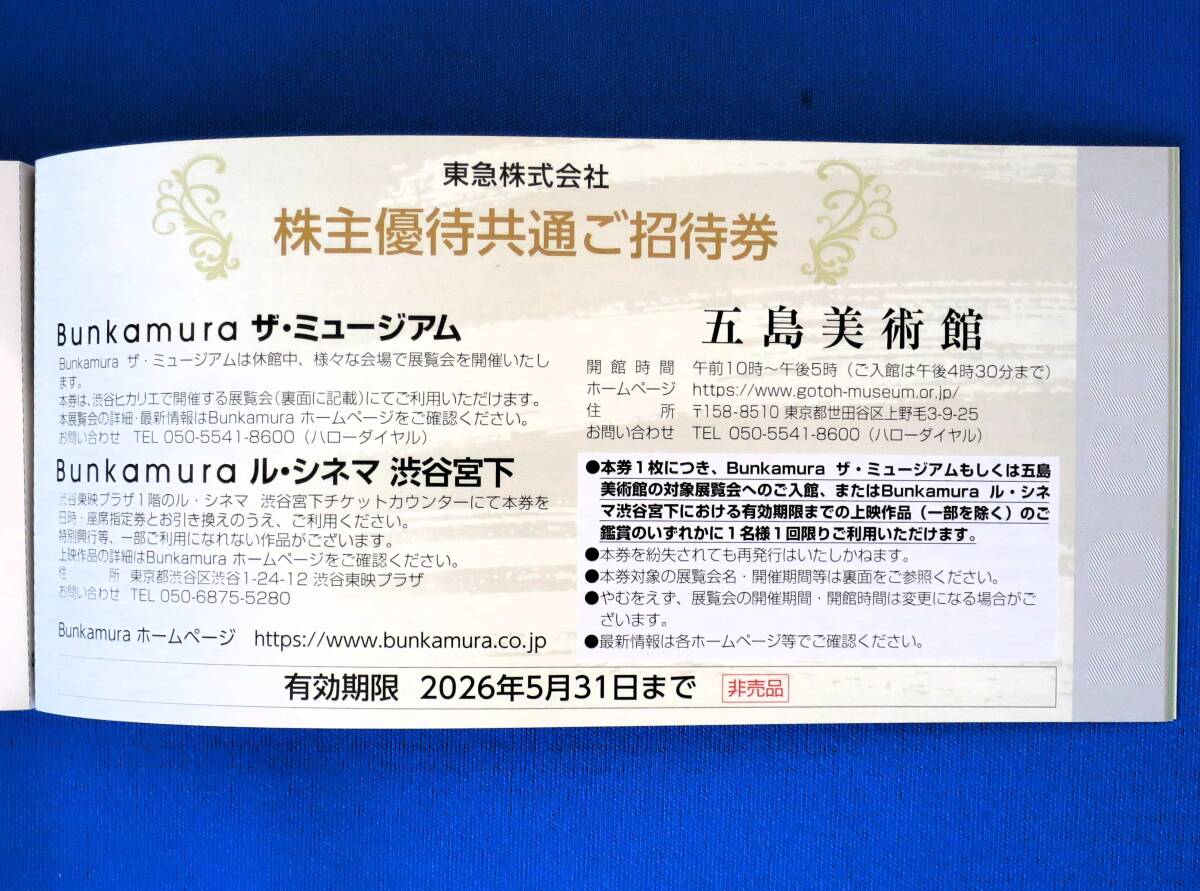 東急株式会社
株主優待共通ご招待券
Bunkamura ザ・ミュージアム
Bunkamura ザ・ミュージアムは休館中、様々な会場で展覧会を開催いたし
ます。
本券は、渋谷ヒカリエで開催する展覧会(裏面に記載)にてご利用いただけます。
本展覧会の詳細・最新情報はBunkamura ホームページをご確認ください。
お問い合わせ TEL 050-5541-8600(ハローダイヤル)
Bunkamura ル・シネマ 渋谷宮下
渋谷東映プラザ1階のル・シネマ 渋谷宮下チケットカウンターにて本券を
日時・座席指定券とお引き換えのうえ、ご利用ください。
特別興行等、一部ご利用になれない作品がございます。
上映作品の詳細はBunkamura ホームページをご確認ください。
住 所 東京都渋谷区渋谷1-24-12 渋谷東映プラザ
お問い合わせ TEL 050-6875-5280
Bunkamura ホームページ https://www.bunkamura.co.jp
五島美術館
開館時間 午前10時〜午後5時(ご入館は午後4時30分まで)
ホームページ https://www.gotoh-museum.or.jp/
住 所 〒158-8510 東京都世田谷区上野毛3-9-25
お問い合わせ TEL 050-5541-8600(ハローダイヤル)
●本券1枚につき、Bunkamura ザ・ミュージアムもしくは五島
美術館の対象展覧会へのご入館、またはBunkamura ル・シネ
マ渋谷宮下における有効期限までの上映作品(一部を除く)のご
鑑賞のいずれかに1名様1回限りご利用いただけます。
●本券を紛失されても再発行はいたしかねます。
●本券対象の展覧会名・開催期間等は裏面をご参照ください。
●やむをえず、展覧会の開催期間・開館時間は変更になる場合がご
ざいます。
●最新情報は各ホームページ等でご確認ください。
有効期限 2026年5月31日まで 非売品